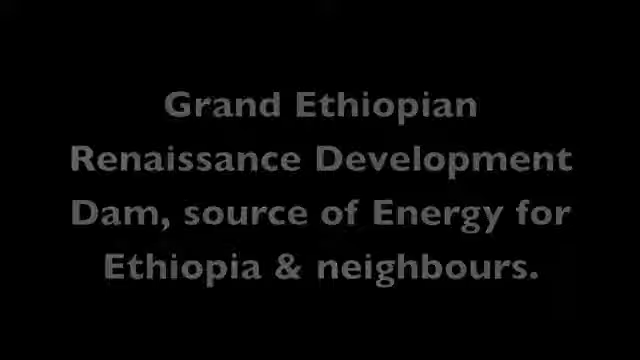 Grand Ethiopian
Renaissance Development
Dam, source of Energy for
Ethiopia & neighbours.